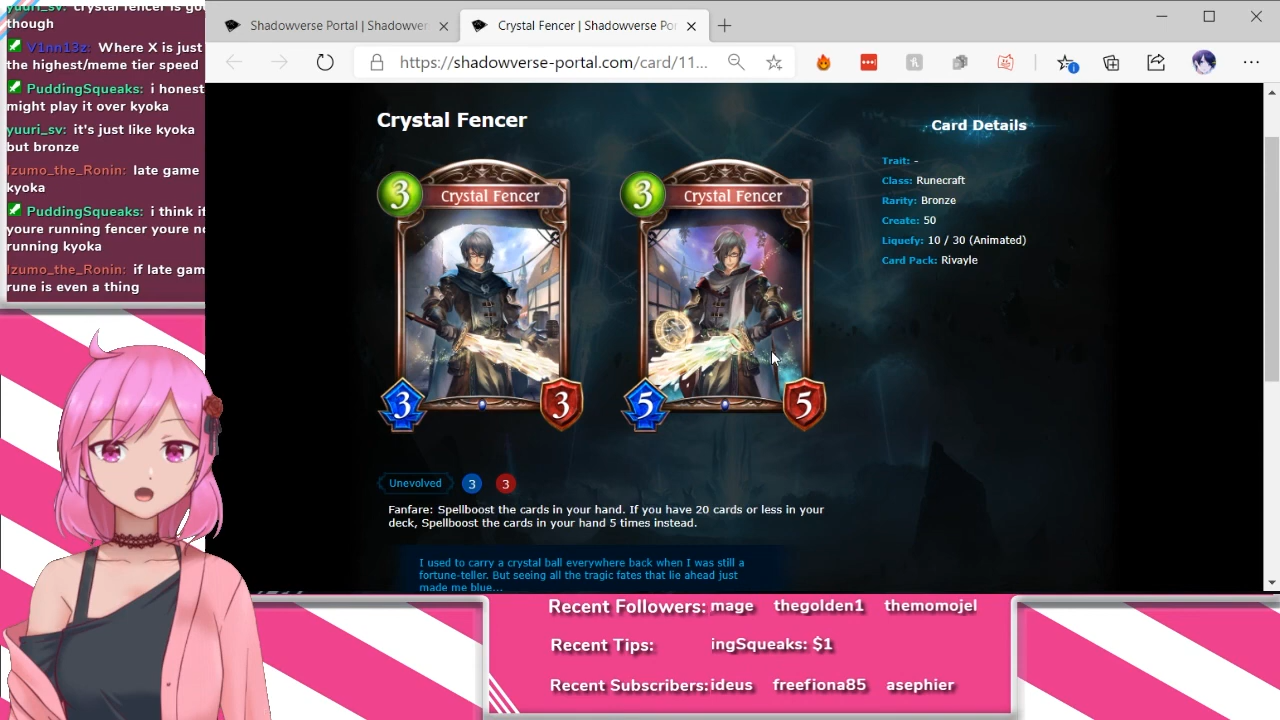 yuuri_sv: crystal fencer is go
though
V1nn13z: Where X is just
the highest/meme tier speed
PuddingSqueaks: i honest
might play it over kyoka
yuuri_sv: it's just like kyoka
but bronze
Izumo_the_Ronin: late game
kyoka
PuddingSqueaks: i think if
youre running fencer youre no
running kyoka
Izumo_the_Ronin: if late gam
rune is even a thing
Shadowverse Portal | Shadowver
Crystal Fencer | Shadowverse Po
https://shadowverse-portal.com/card/11...
Crystal Fencer
3
Crystal Fencer
3
3
3
Crystal Fencer
5
5
Card Details
Trait: -
Class: Runecraft
Rarity: Bronze
Create: 50
Liquefy: 10 / 30 (Animated)
Card Pack: Rivayle
Unevolved 3 3
Fanfare: Spellboost the cards in your hand. If you have 20 cards or less in your
deck, Spellboost the cards in your hand 5 times instead.
I used to carry a crystal ball everywhere back when I was still a
fortune-teller. But seeing all the tragic fates that lie ahead just
made me blue...
Recent Followers: mage thegolden1 themomojel
Recent Tips: ingSqueaks: $1
Recent Subscribers: ideus freefiona85 asephier